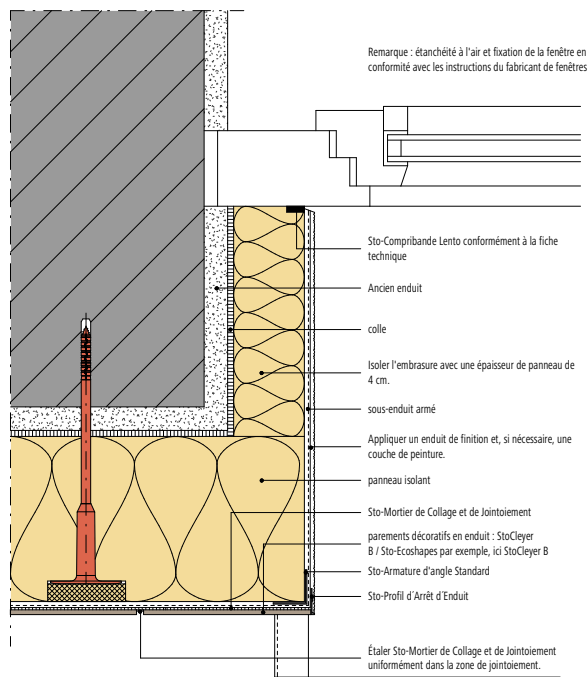 Remarque : étanchéité à l'air et fixation de la fenêtre en
conformité avec les instructions du fabricant de fenêtres
Sto-Compribande Lento conformément à la fiche
technique
Ancien enduit
colle
Isoler l'embrasure avec une épaisseur de panneau de
4 cm.
sous-enduit armé
Appliquer un enduit de finition et, si nécessaire, une
couche de peinture.
panneau isolant
Sto-Mortier de Collage et de Jointoiement
parements décoratifs en enduit : StoCleyer
B / Sto-Ecoshapes par exemple, ici StoCleyer B
Sto-Armature d'angle Standard
Sto-Profil d´Arrêt d´Enduit
Étaler Sto-Mortier de Collage et de Jointoiement
uniformément dans la zone de jointoiement.